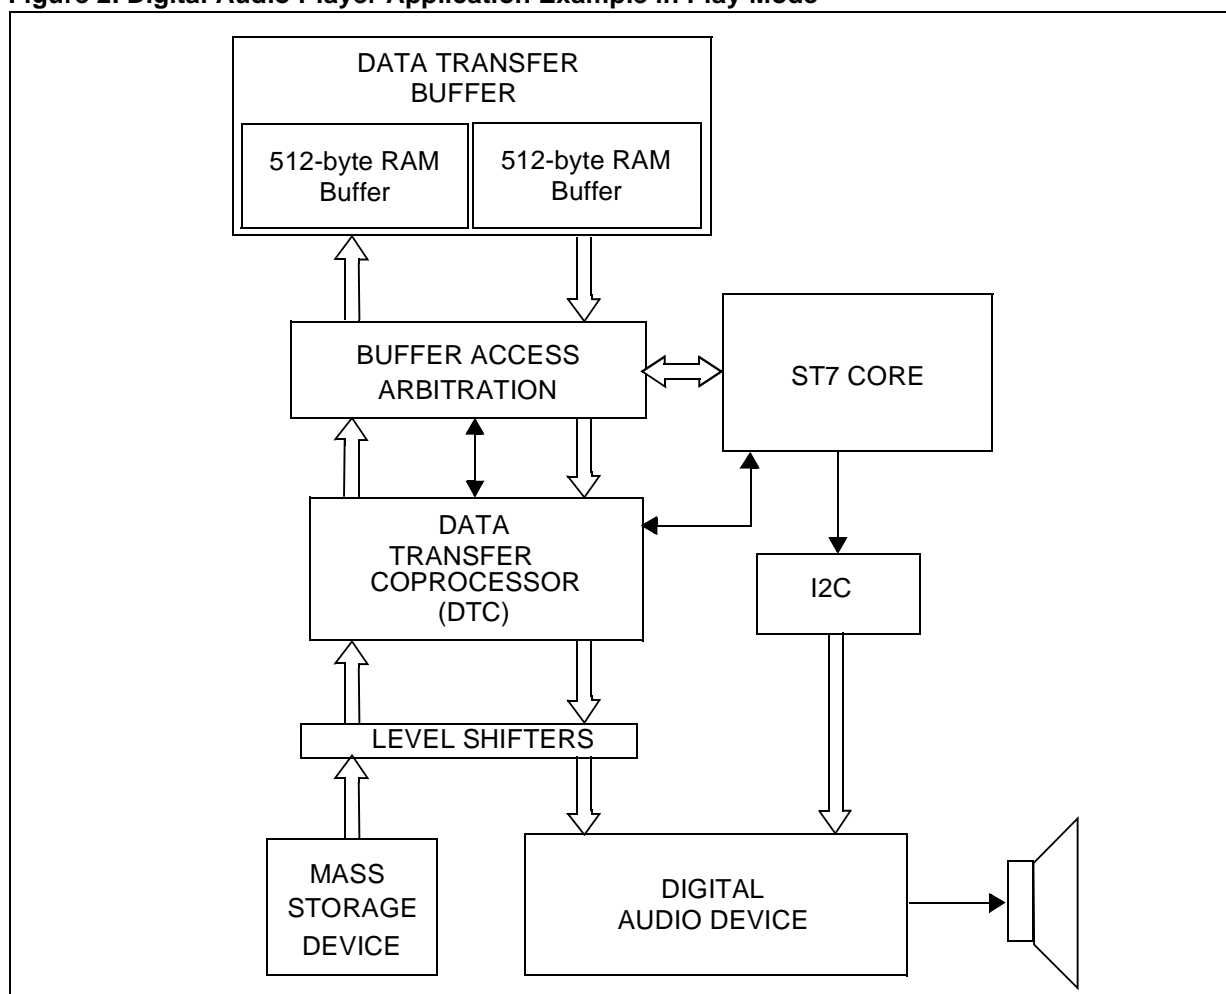 Figure 2. Digital Audio Player Application Example in Play Mode
DATA TRANSFER
BUFFER
512-byte RAM
Buffer
512-byte RAM
Buffer
BUFFER ACCESS
ARBITRATION
ST7 CORE
DATA
TRANSFER
COPROCESSOR
(DTC)
I2C
LEVEL SHIFTERS
MASS
STORAGE
DEVICE
DIGITAL
AUDIO DEVICE